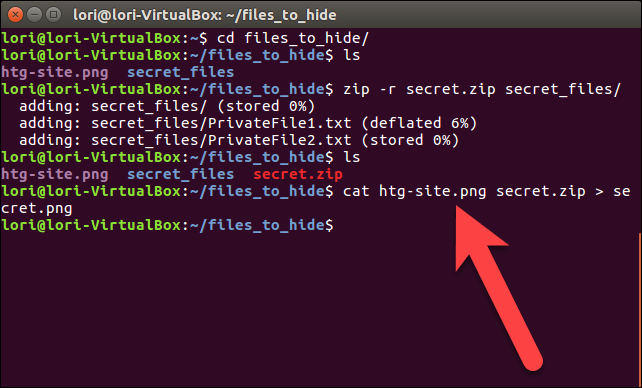 lori@lori-VirtualBox: ~/files_to_hide
lori@lori-VirtualBox:~$ cd files_to_hide/
lori@lori-VirtualBox:~/files_to_hide$ ls
htg-site.png  secret_files
lori@lori-VirtualBox:~/files_to_hide$ zip -r secret.zip secret_files/
  adding: secret_files/ (stored 0%)
  adding: secret_files/PrivateFile1.txt (deflated 6%)
  adding: secret_files/PrivateFile2.txt (stored 0%)
lori@lori-VirtualBox:~/files_to_hide$ ls
htg-site.png  secret_files  secret.zip
lori@lori-VirtualBox:~/files_to_hide$ cat htg-site.png secret.zip > se
cret.png
lori@lori-VirtualBox:~/files_to_hide$